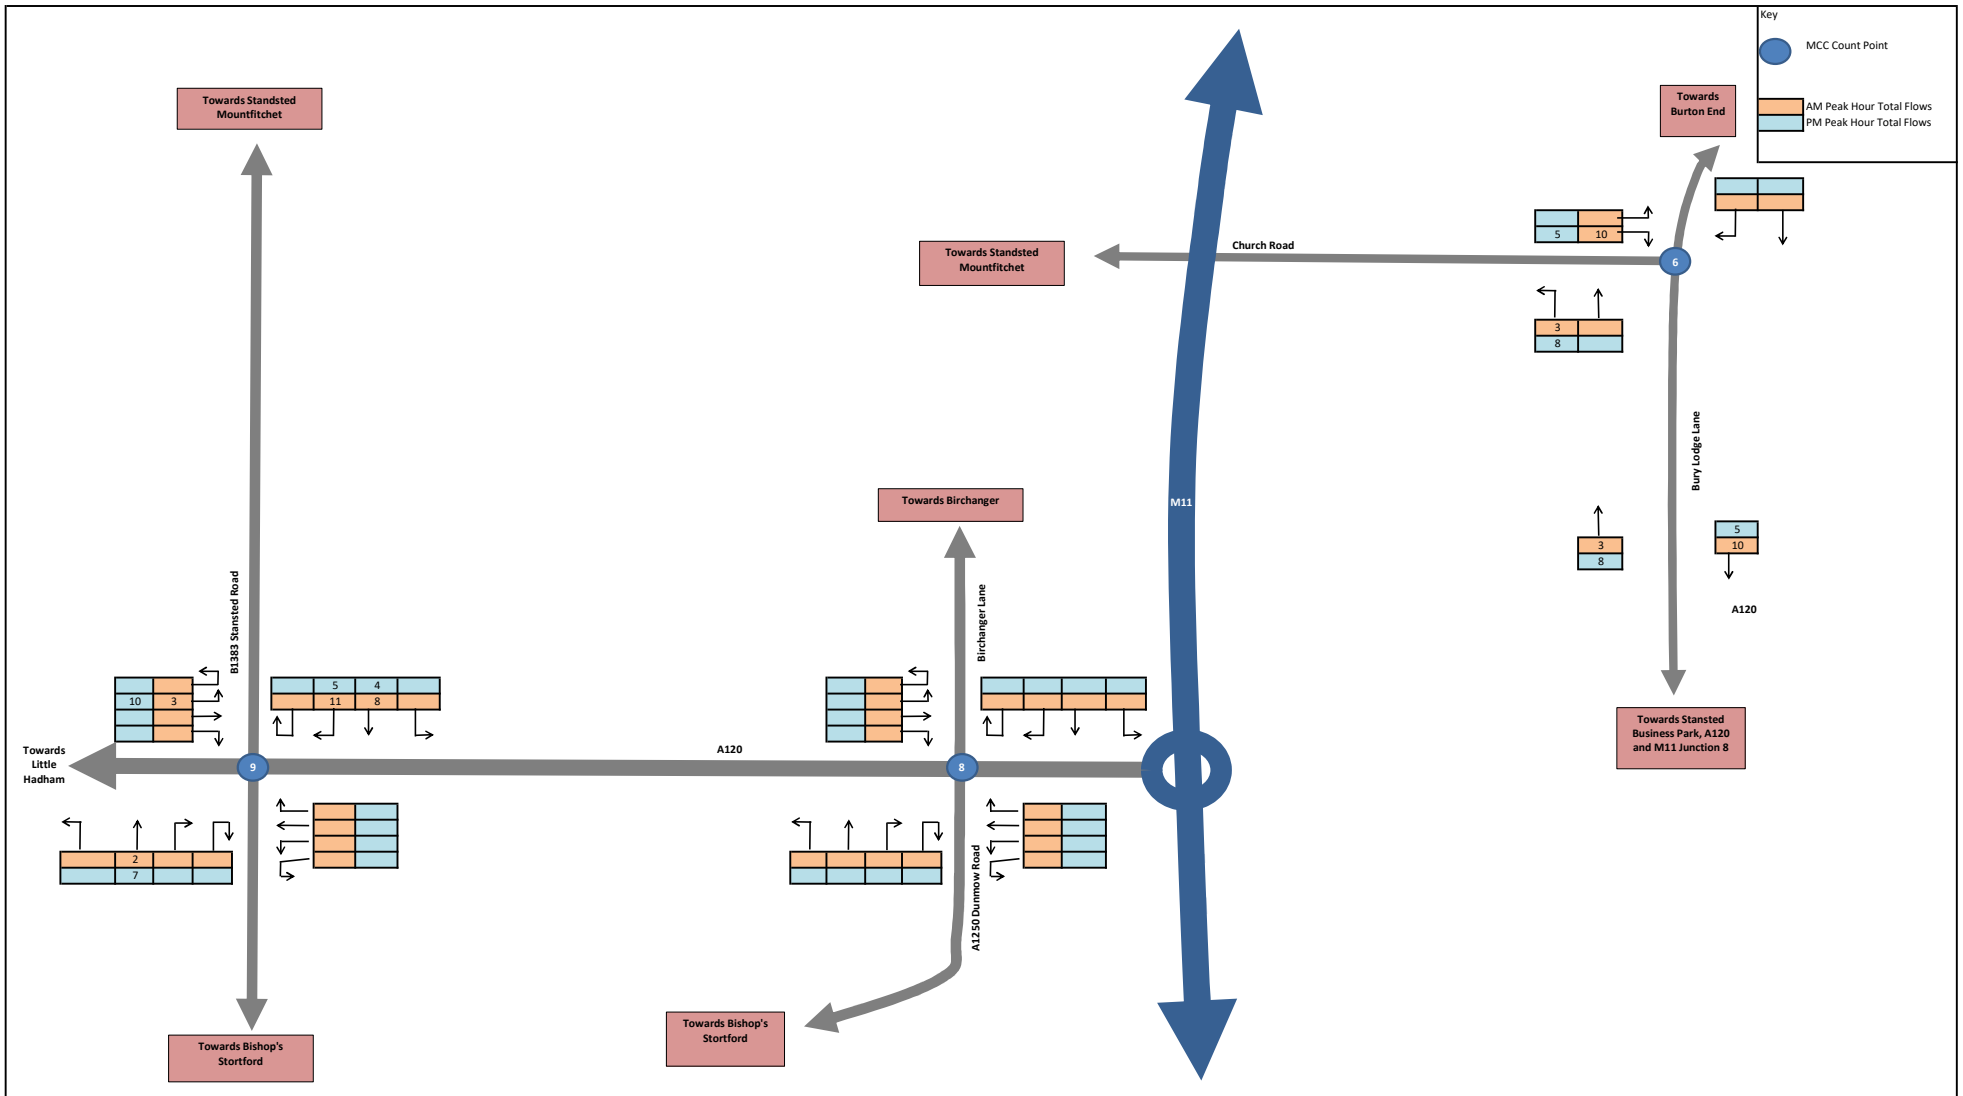 Key
MCC Count Point
AM Peak Hour Total Flows
PM Peak Hour Total Flows
Towards Standsted
Mountfitchet
Towards
Burton End
5 10
6
Church Road
Towards Standsted
Mountfitchet
3
8
Bury Lodge Lane
M11
Towards Birchanger
3
8
5
10
A120
B1383 Stansted Road
Birchanger Lane
10 3
5 4
11 8
Towards Stansted
Business Park, A120
and M11 Junction 8
Towards
Little
Hadham
A120
9
8
2
7
A1250 Dunmow Road
Towards Bishop's
Stortford
Towards Bishop's
Stortford